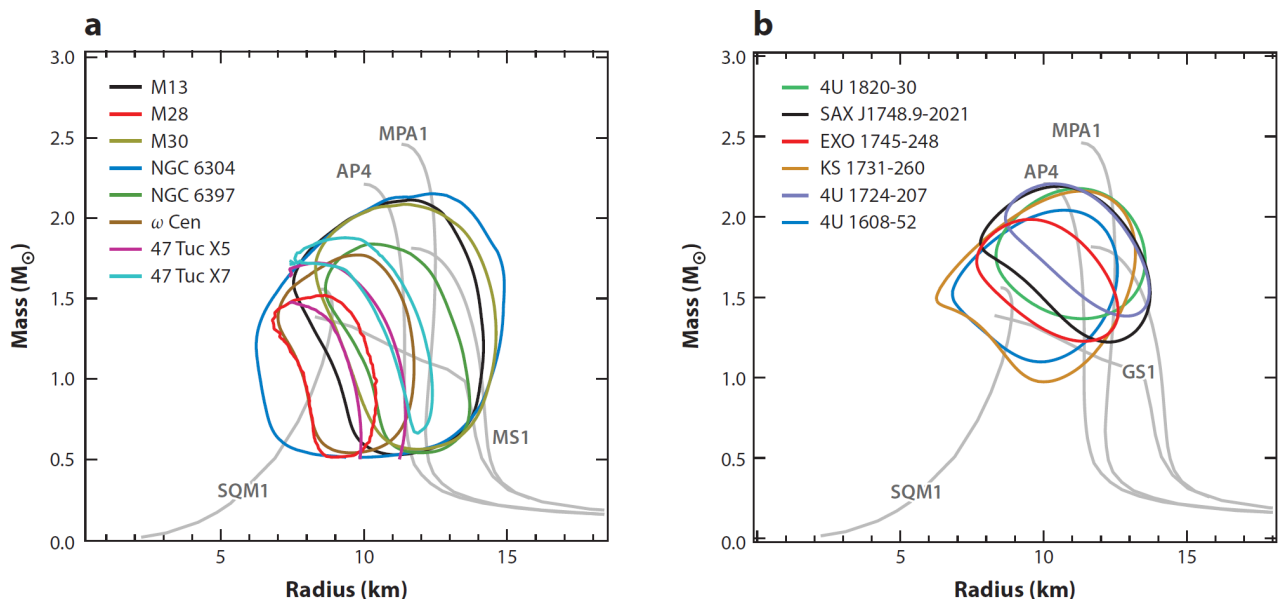 a
3.0
2.5
2.0
1.5
1.0
0.5
0.0
Mass (M☉)
5
10
15
Radius (km)
M13
M28
M30
NGC 6304
NGC 6397
ω Cen
47 Tuc X5
47 Tuc X7
MPA1
AP4
MS1
SQM1
b
3.0
2.5
2.0
1.5
1.0
0.5
0.0
Mass (M☉)
5
10
15
Radius (km)
4U 1820-30
SAX J1748.9-2021
EXO 1745-248
KS 1731-260
4U 1724-207
4U 1608-52
MPA1
AP4
GS1
SQM1